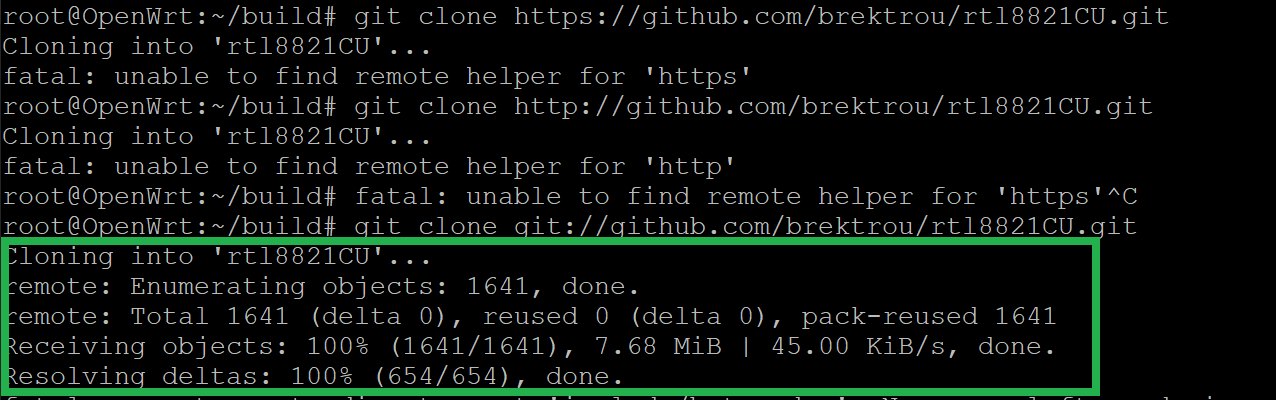 root@OpenWrt:~/build# git clone https://github.com/brektrou/rtl8821CU.git
Cloning into 'rtl8821CU'...
fatal: unable to find remote helper for 'https'
root@OpenWrt:~/build# git clone http://github.com/brektrou/rtl8821CU.git
Cloning into 'rtl8821CU'...
fatal: unable to find remote helper for 'http'
root@OpenWrt:~/build# fatal: unable to find remote helper for 'https'^C
root@OpenWrt:~/build# git clone git://github.com/brektrou/rtl8821CU.git
Cloning into 'rtl8821CU'...
remote: Enumerating objects: 1641, done.
remote: Total 1641 (delta 0), reused 0 (delta 0), pack-reused 1641
Receiving objects: 100% (1641/1641), 7.68 MiB | 45.00 KiB/s, done.
Resolving deltas: 100% (654/654), done.